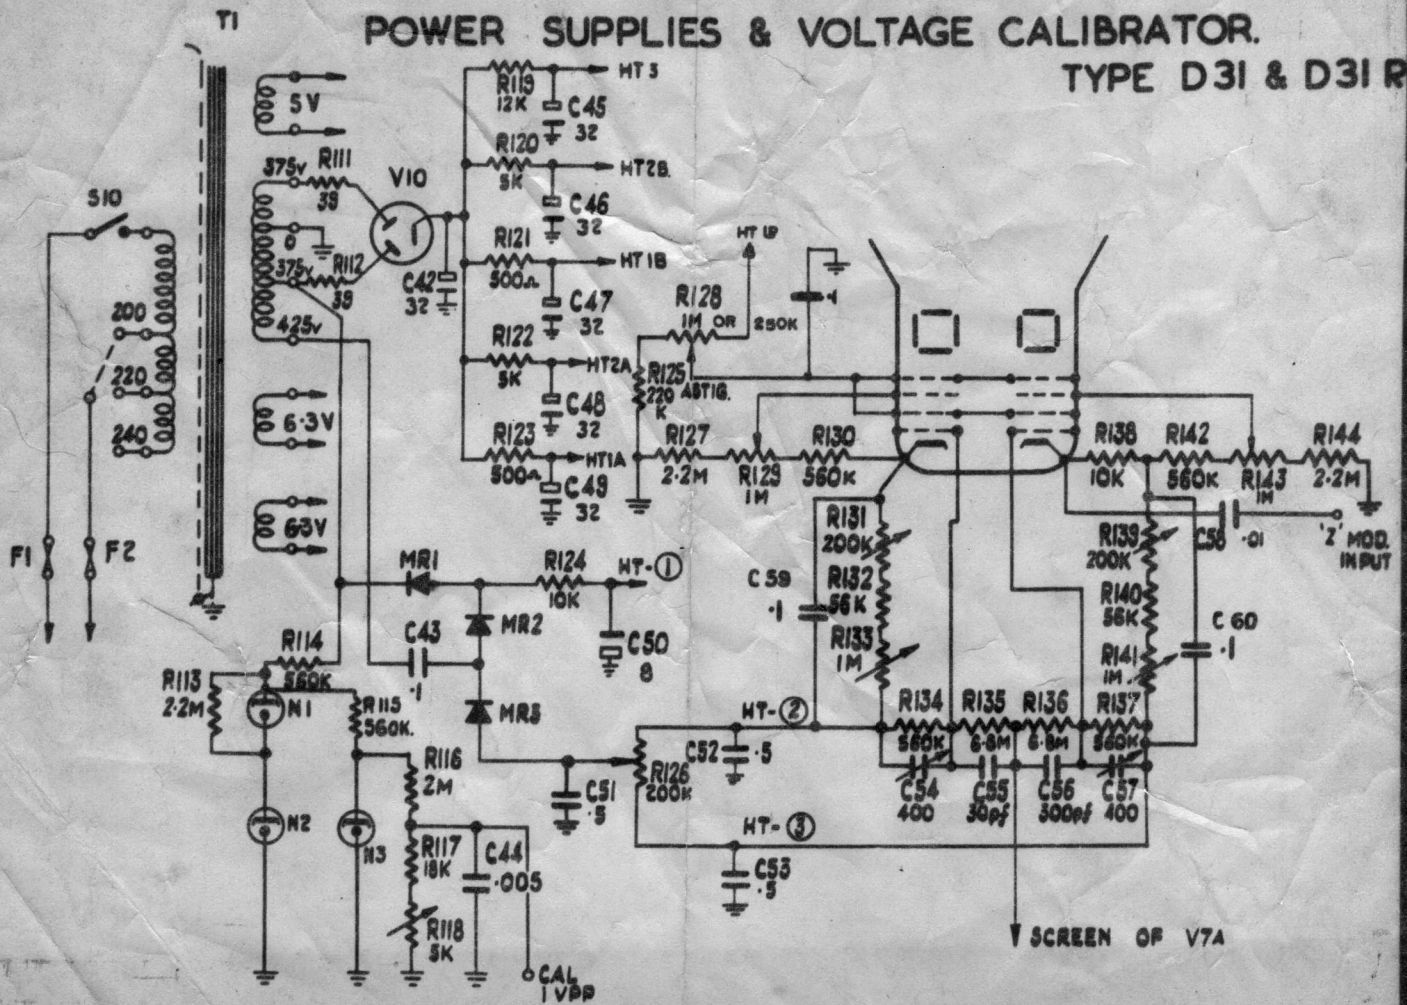 T1
POWER SUPPLIES & VOLTAGE CALIBRATOR.
TYPE D31 & D31 R
5V
375v
R111
39
V10
0
375v
R112
39
425v
6·3V
6·3V
S10
200
220
240
F1
F2
C42
32
R119
12K
C45
32
HT3
R120
5K
C46
32
HT2B.
R121
500Ω
C47
32
HT1B
R122
5K
C48
32
HT2A
R123
500Ω
C49
32
HT1A
R128
1M OR 250K
·1
R125
220
K
ASTIG.
R127
2.2M
R129
1M
R130
560K
R138
10K
R142
560K
R143
1M
R144
2.2M
C58 ·01
'Z' MOD.
INPUT
R131
200K
R132
56K
R133
1M
C59
·1
R139
200K
R140
56K
R141
1M
C60
·1
MR1
R124
10K
HT-①
MR2
C50
8
C43
·1
MR3
R114
560K
R113
2·2M
N1
R115
560K.
R116
2M
N2
N3
R117
18K
C44
·005
R118
5K
CAL
1VPP
C51
·5
R126
200K
HT-②
C52
·5
HT-③
C53
·5
R134
560K
R135
6·8M
R136
6·8M
R137
560K
C54
400
C55
30pf
C56
300pf
C57
400
SCREEN OF V7A